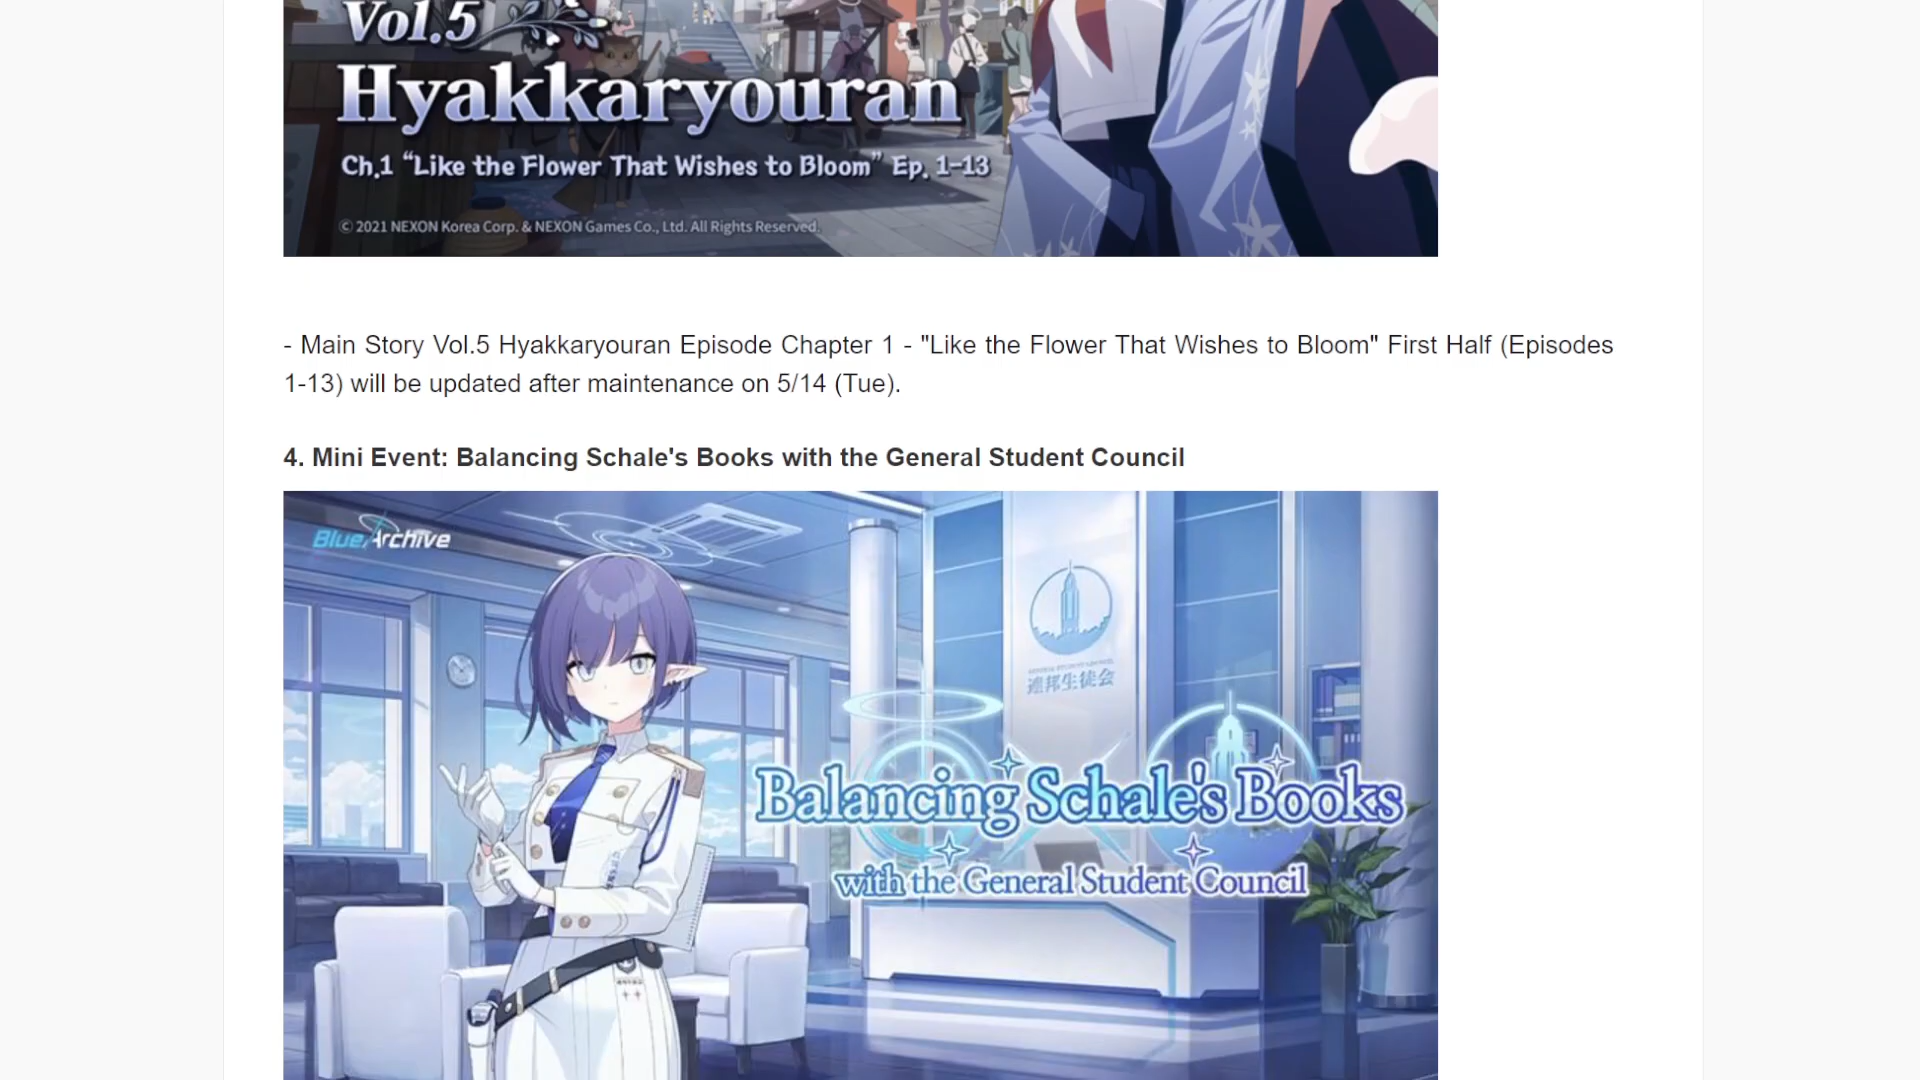 Vol.5
Hyakkaryouran
Ch.1 “Like the Flower That Wishes to Bloom” Ep. 1-13
© 2021 NEXON Korea Corp. & NEXON Games Co., Ltd. All Rights Reserved.
- Main Story Vol.5 Hyakkaryouran Episode Chapter 1 - "Like the Flower That Wishes to Bloom" First Half (Episodes
1-13) will be updated after maintenance on 5/14 (Tue).
4. Mini Event: Balancing Schale's Books with the General Student Council
Blue Archive
GENERAL STUDENT COUNCIL
連邦生徒会
Balancing Schale's Books
with the General Student Council